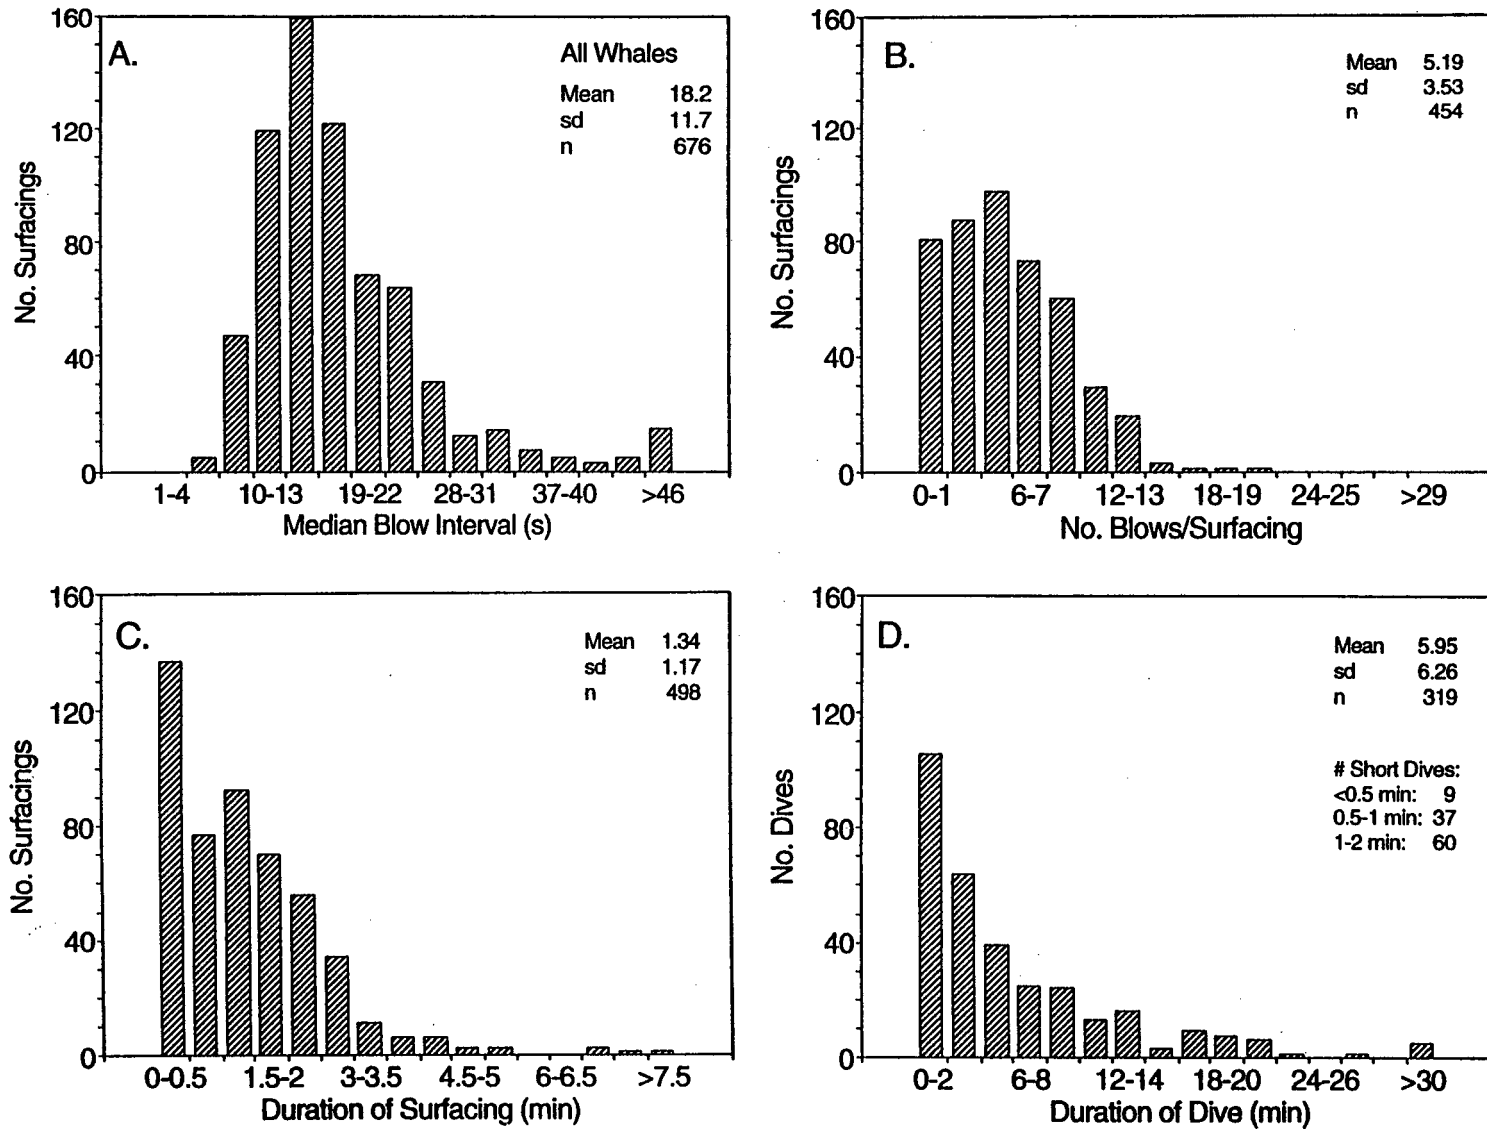 A.
All Whales
Mean 18.2
sd 11.7
n 676
160
120
80
40
0
No. Surfacings
1-4 10-13 19-22 28-31 37-40 >46
Median Blow Interval (s)
B.
Mean 5.19
sd 3.53
n 454
160
120
80
40
0
No. Surfacings
0-1 6-7 12-13 18-19 24-25 >29
No. Blows/Surfacing
C.
Mean 1.34
sd 1.17
n 498
160
120
80
40
0
No. Surfacings
0-0.5 1.5-2 3-3.5 4.5-5 6-6.5 >7.5
Duration of Surfacing (min)
D.
Mean 5.95
sd 6.26
n 319
# Short Dives:
<0.5 min: 9
0.5-1 min: 37
1-2 min: 60
160
120
80
40
0
No. Dives
0-2 6-8 12-14 18-20 24-26 >30
Duration of Dive (min)